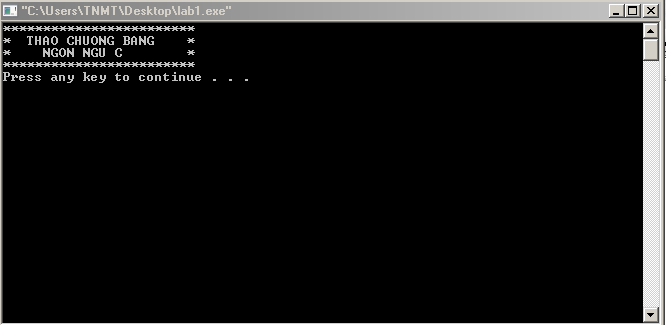 "C:\Users\TNMT\Desktop\lab1.exe"
************************
*  THAO CHUONG BANG    *
*    NGON NGU C        *
************************
Press any key to continue . . .